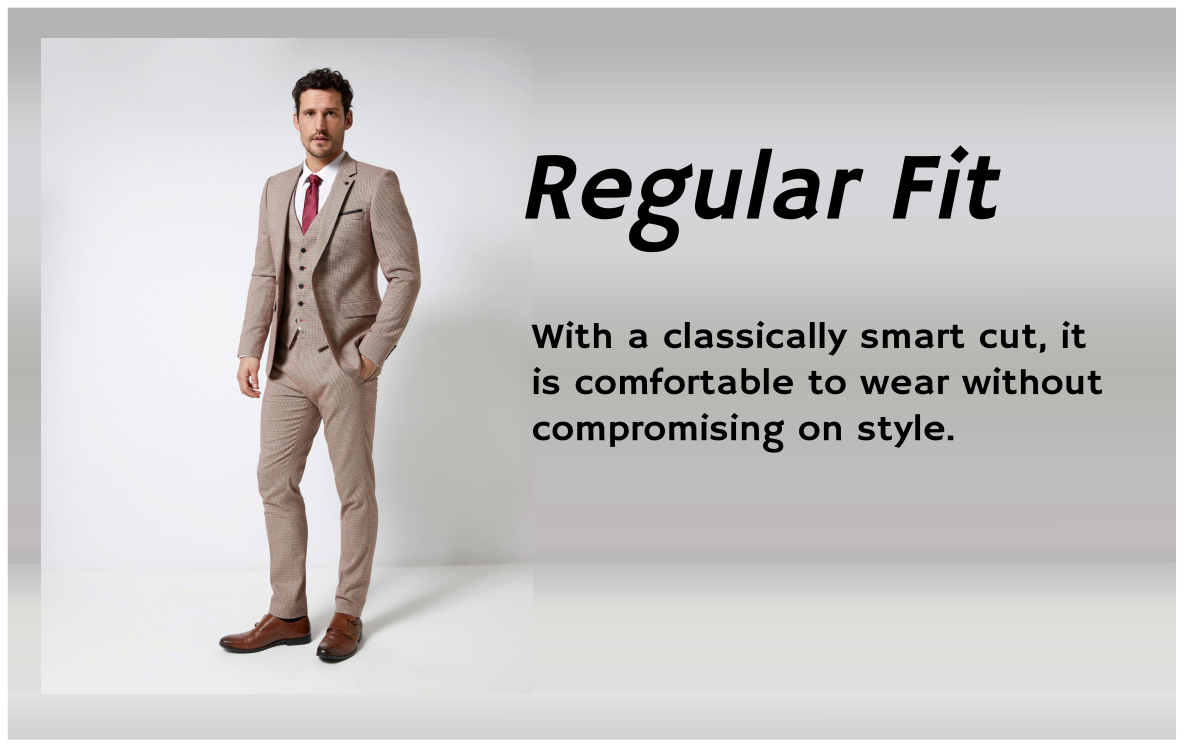 Regular Fit
With a classically smart cut, it
is comfortable to wear without
compromising on style.